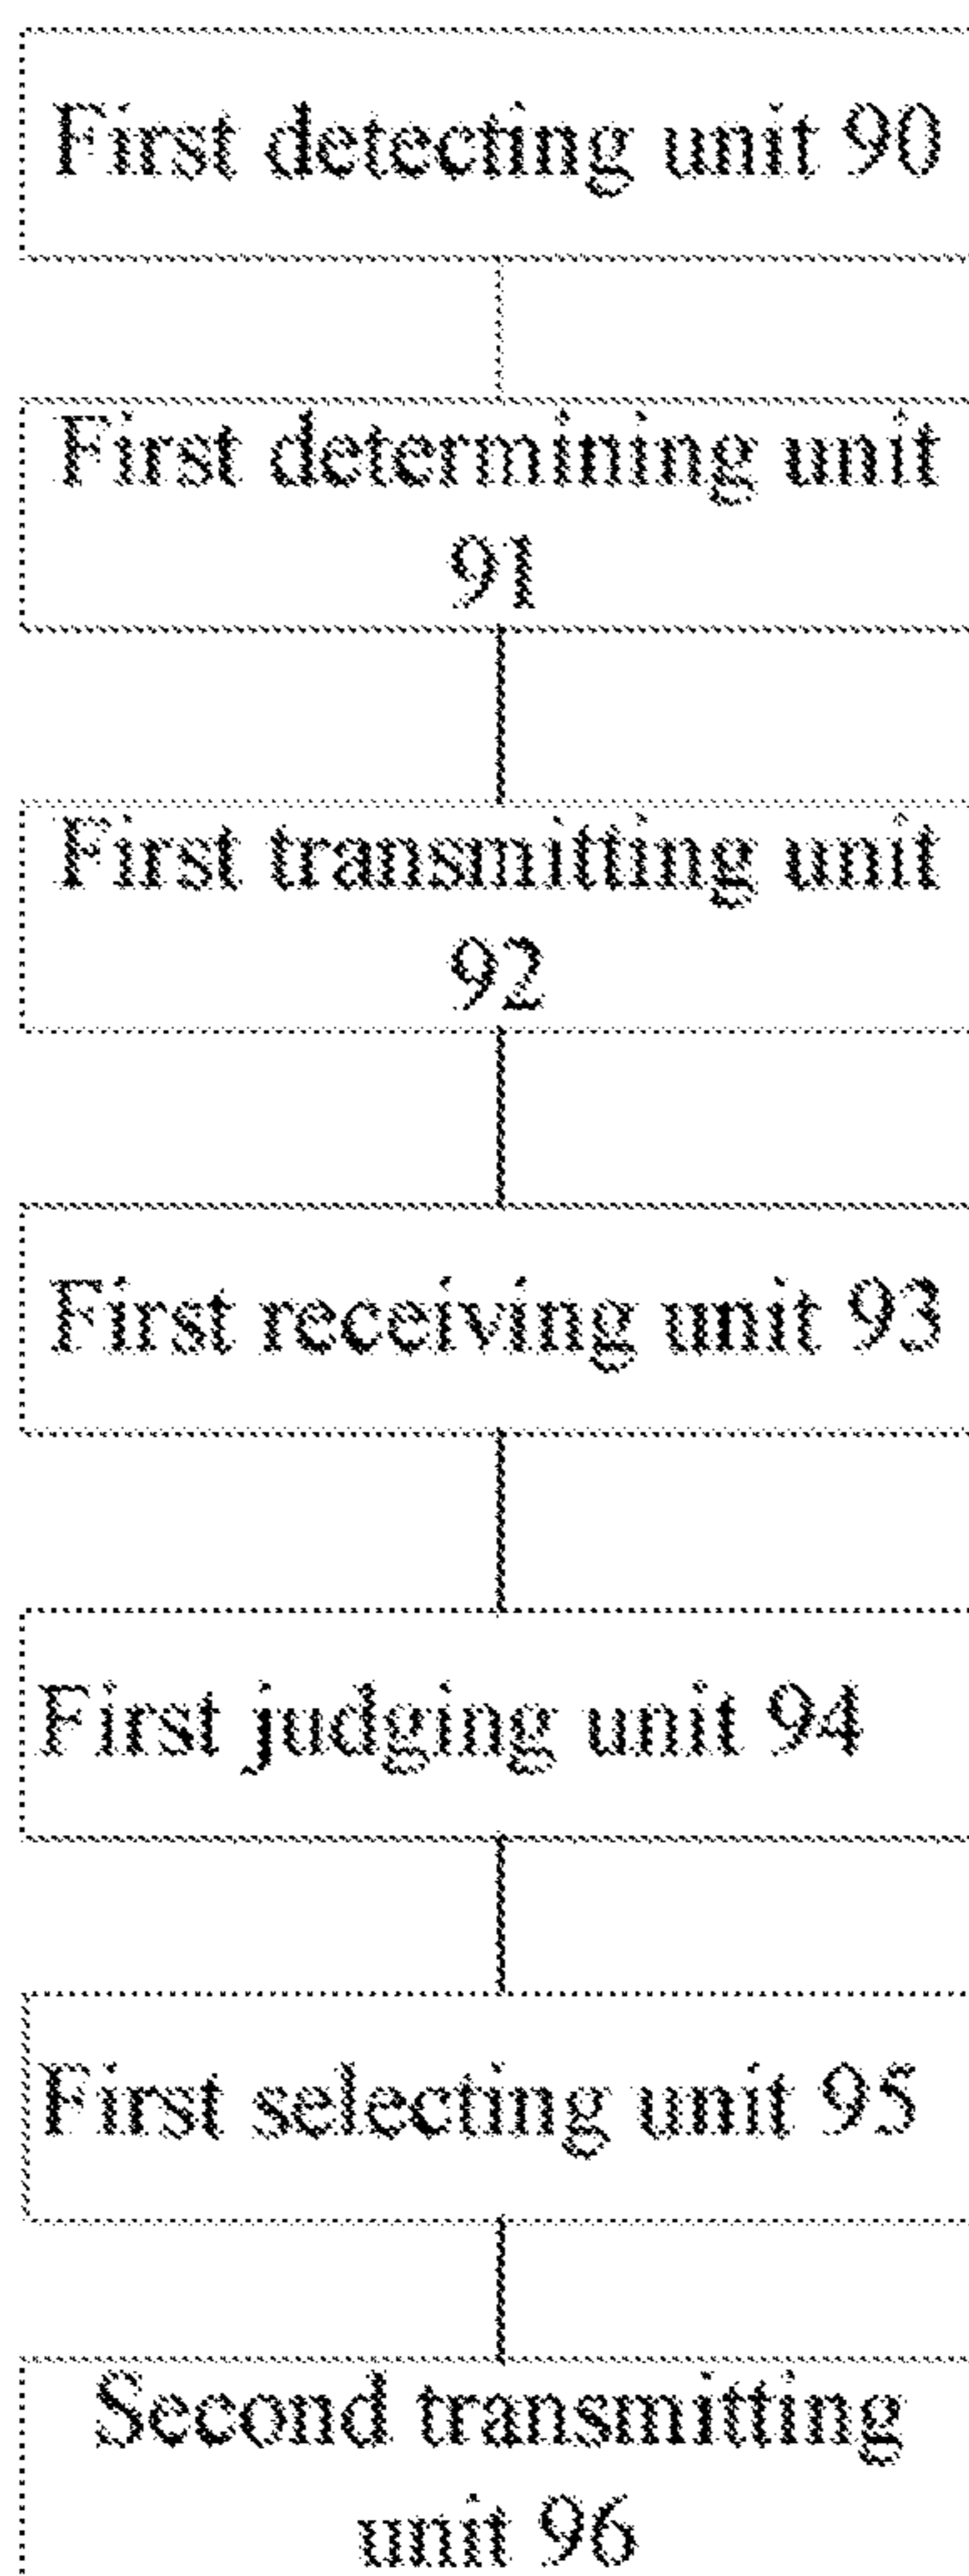 First detecting unit 90
First determining unit
91
First transmitting unit
92
First receiving unit 93
First judging unit 94
First selecting unit 95
Second transmitting
unit 96